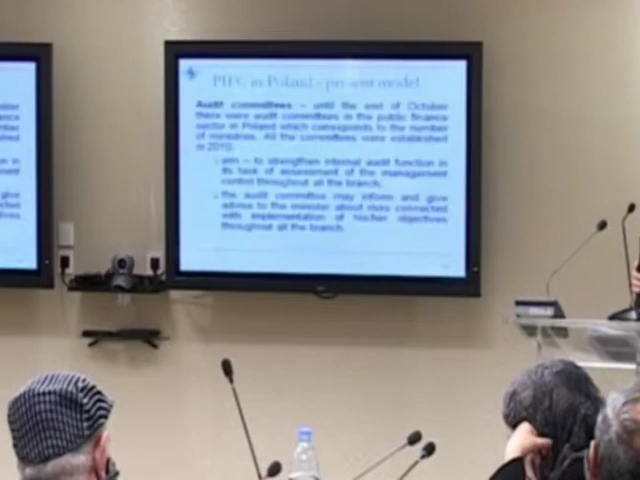 PIFC in Poland - present model
Audit committees – until the end of October
there were audit committees in the public finance
sector in Poland which corresponds to the number
of ministries. All the committees were established
in 2010.
aim – to strengthen internal audit function in
its task of assessment of the management
control throughout all the branch,
the audit committee may inform and give
advise to the minister about risks connected
with implementation of his/her objectives
throughout all the branch.